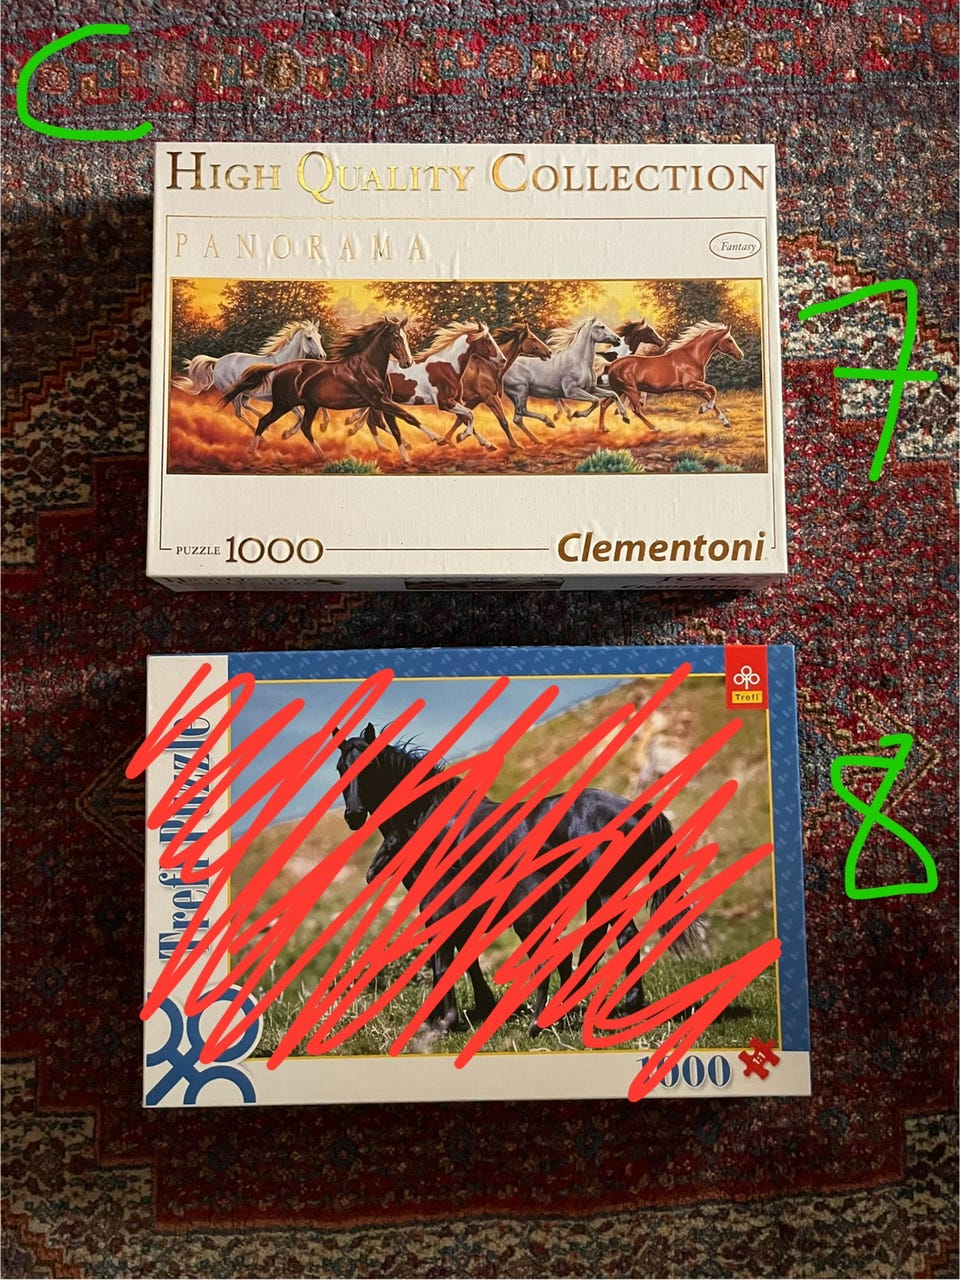 C
HIGH QUALITY COLLECTION
PANORAMA
Fantasy
7
PUZZLE 1000
Clementoni
Trefl
Trefl Puzzle
8
1000